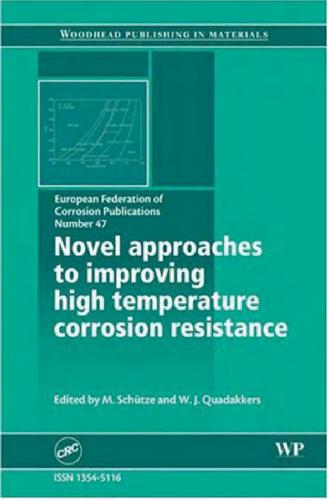 WOODHEAD PUBLISHING IN MATERIALS
European Federation of
Corrosion Publications
Number 47
Novel approaches
to improving
high temperature
corrosion resistance
Edited by M. Schütze and W. J. Quadakkers
CRC
WP
ISSN 1354-5116